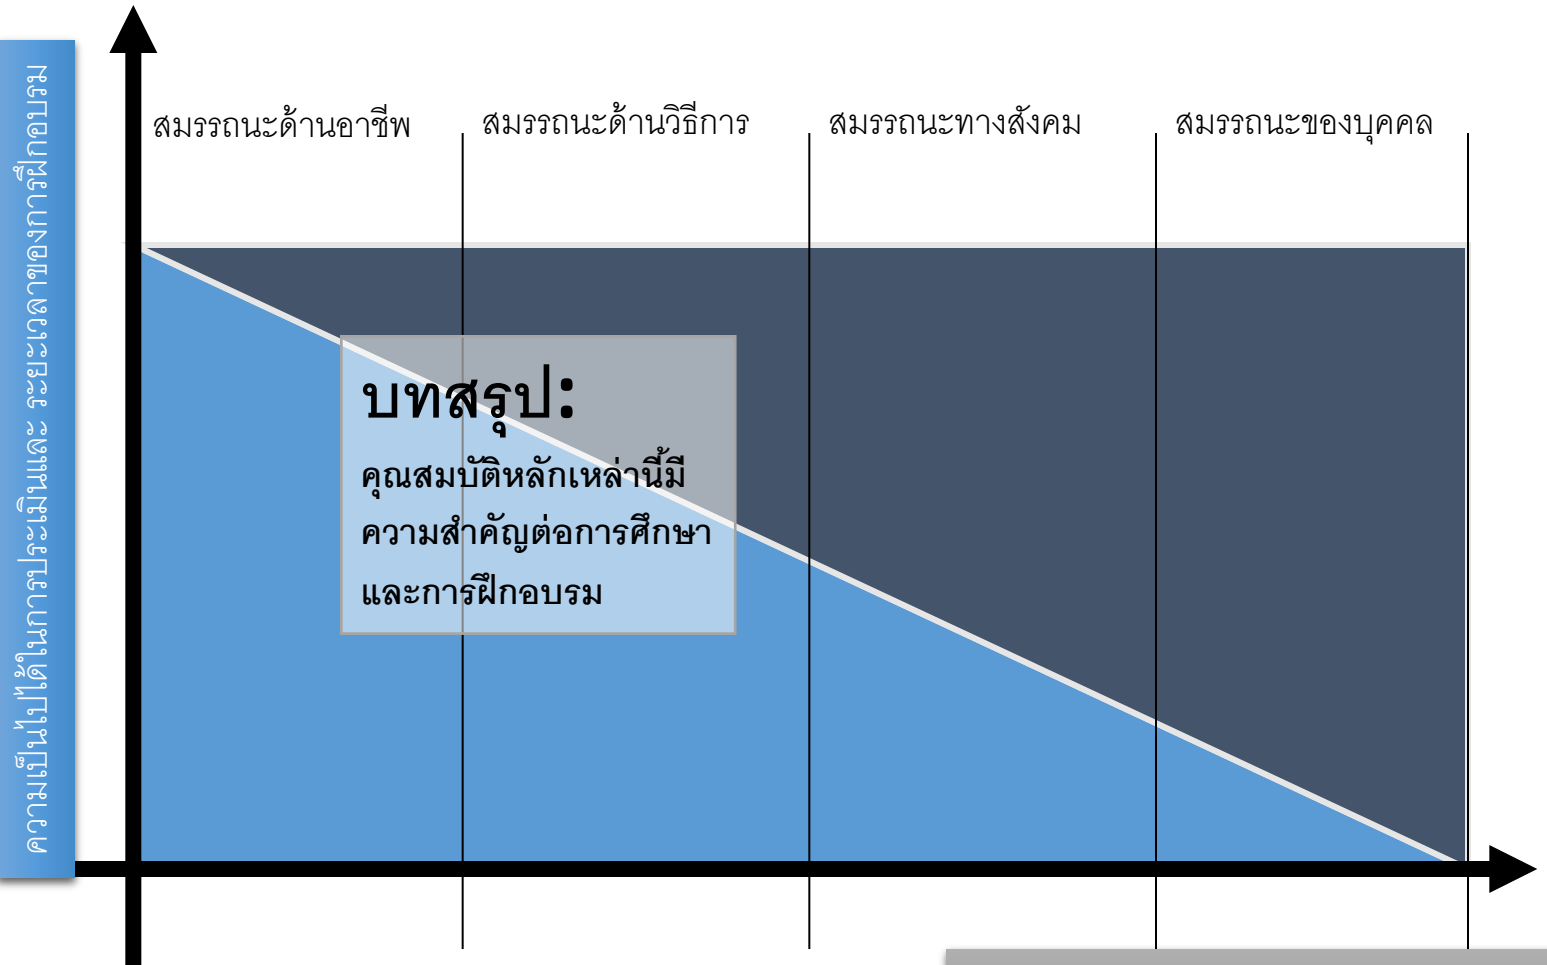 ความเป็นไปได้ในการประเมินและ ระยะเวลาของการฝึกอบรม
สมรรถนะด้านอาชีพ
สมรรถนะด้านวิธีการ
สมรรถนะทางสังคม
สมรรถนะของบุคคล
บทสรุป:
คุณสมบัติหลักเหล่านี้มี
ความสำคัญต่อการศึกษา
และการฝึกอบรม